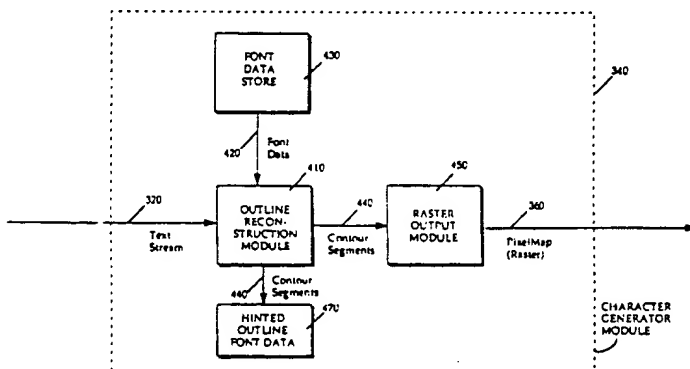 FONT
DATA
STORE
430
340
420
Font
Data
410
450
320
OUTLINE
RECON-
STRUCTION
MODULE
440
RASTER
OUTPUT
MODULE
360
Text
Stream
Contour
Segments
PixelMap
(Raster)
440
Contour
Segments
470
HINTED
OUTLINE
FONT DATA
CHARACTER
GENERATOR
MODULE